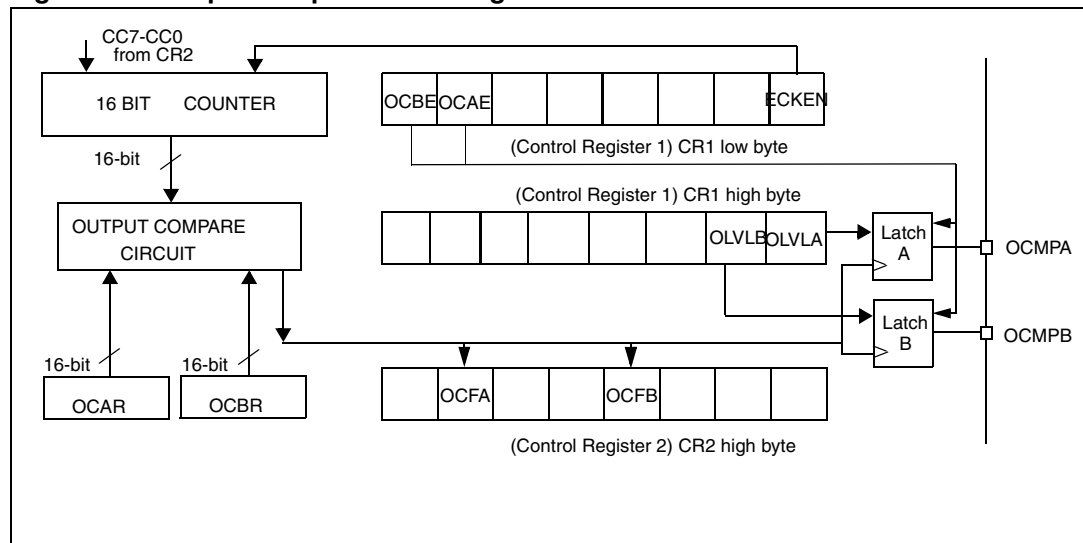 CC7-CC0
from CR2
16 BIT COUNTER
OCBE OCAE ECKEN
(Control Register 1) CR1 low byte
16-bit
(Control Register 1) CR1 high byte
OUTPUT COMPARE
CIRCUIT
OLVLB OLVLA
Latch
A
OCMPA
Latch
B
OCMPB
16-bit 16-bit
OCAR OCBR
OCFA OCFB
(Control Register 2) CR2 high byte